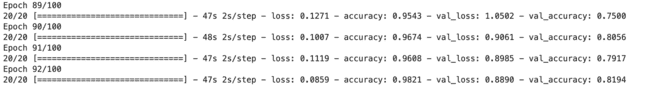 Epoch 89/100
20/20 [==============================] - 47s 2s/step - loss: 0.1271 - accuracy: 0.9543 - val_loss: 1.0502 - val_accuracy: 0.7500
Epoch 90/100
20/20 [==============================] - 48s 2s/step - loss: 0.1007 - accuracy: 0.9674 - val_loss: 0.9061 - val_accuracy: 0.8056
Epoch 91/100
20/20 [==============================] - 47s 2s/step - loss: 0.1119 - accuracy: 0.9608 - val_loss: 0.8985 - val_accuracy: 0.7917
Epoch 92/100
20/20 [==============================] - 47s 2s/step - loss: 0.0859 - accuracy: 0.9821 - val_loss: 0.8890 - val_accuracy: 0.8194